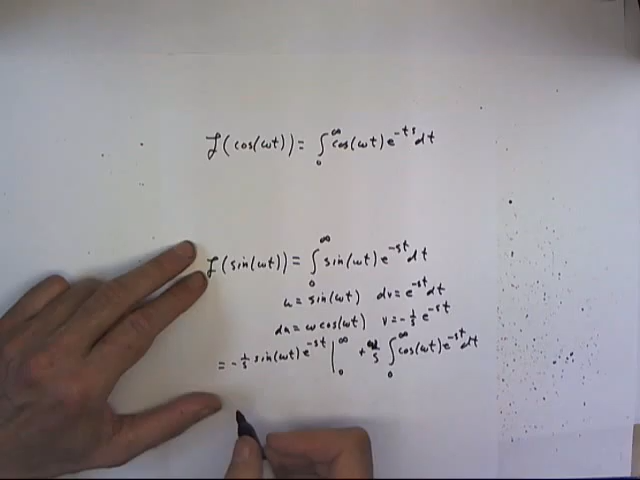 ℒ(cos(ωt)) = ∫₀^∞ cos(ωt) e^{-ts} dt
ℒ(sin(ωt)) = ∫₀^∞ sin(ωt) e^{-st} dt
u = sin(ωt) dv = e^{-st} dt
du = ω cos(ωt) v = -1/s e^{-st}
= -1/s sin(ωt) e^{-st} |₀^∞ + ω/s ∫₀^∞ cos(ωt) e^{-st} dt